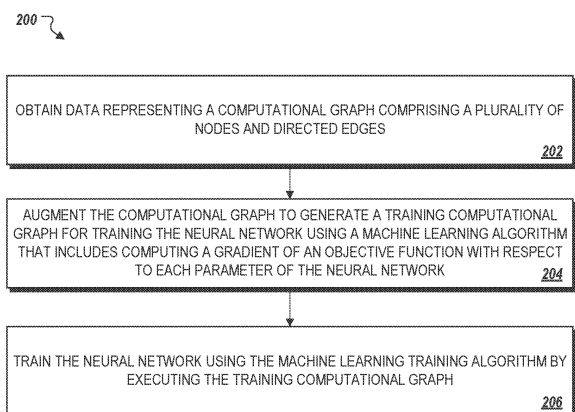 200
OBTAIN DATA REPRESENTING A COMPUTATIONAL GRAPH COMPRISING A PLURALITY OF
NODES AND DIRECTED EDGES
202
AUGMENT THE COMPUTATIONAL GRAPH TO GENERATE A TRAINING COMPUTATIONAL
GRAPH FOR TRAINING THE NEURAL NETWORK USING A MACHINE LEARNING ALGORITHM
THAT INCLUDES COMPUTING A GRADIENT OF AN OBJECTIVE FUNCTION WITH RESPECT
TO EACH PARAMETER OF THE NEURAL NETWORK
204
TRAIN THE NEURAL NETWORK USING THE MACHINE LEARNING TRAINING ALGORITHM BY
EXECUTING THE TRAINING COMPUTATIONAL GRAPH
206